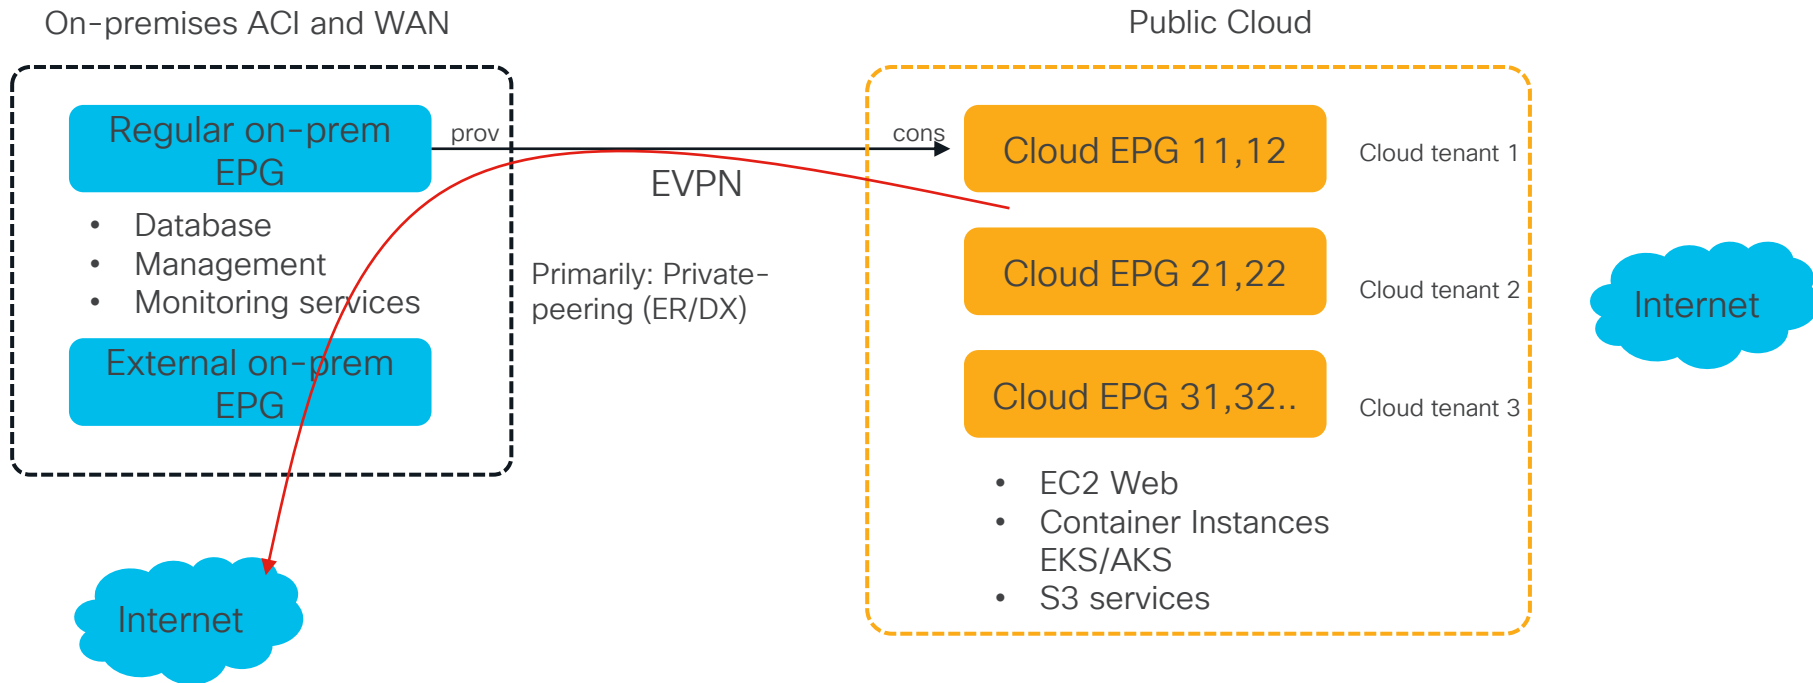 On-premises ACI and WAN
Public Cloud
Regular on-prem
EPG
prov
cons
EVPN
Cloud EPG 11,12
Cloud tenant 1
• Database
• Management
• Monitoring services
Primarily: Private-
peering (ER/DX)
Cloud EPG 21,22
Cloud tenant 2
Internet
External on-prem
EPG
Cloud EPG 31,32..
Cloud tenant 3
• EC2 Web
• Container Instances
EKS/AKS
• S3 services
Internet